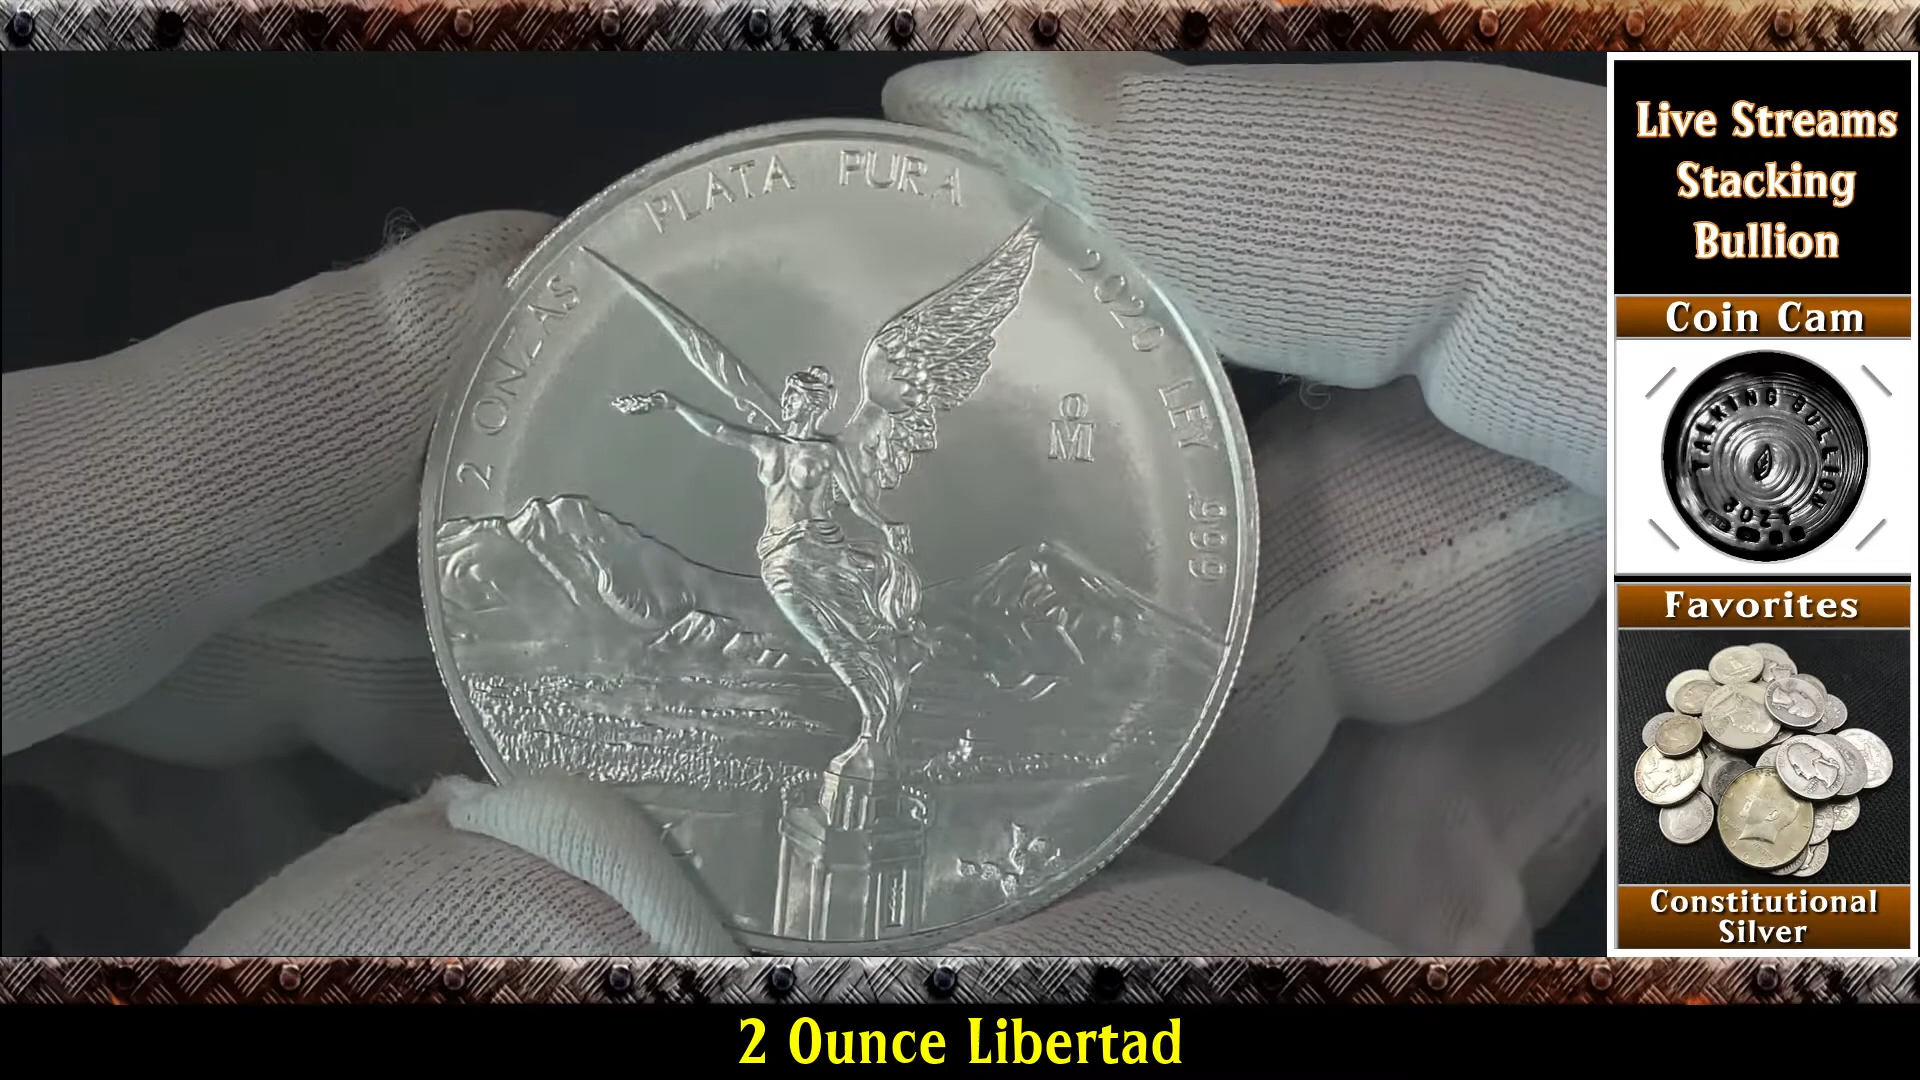 2 ONZAS PLATA PURA 2020 LEY .999
M
Live Streams
Stacking
Bullion
Coin Cam
TALKING BULLION
2021
Favorites
Constitutional
Silver
2 Ounce Libertad